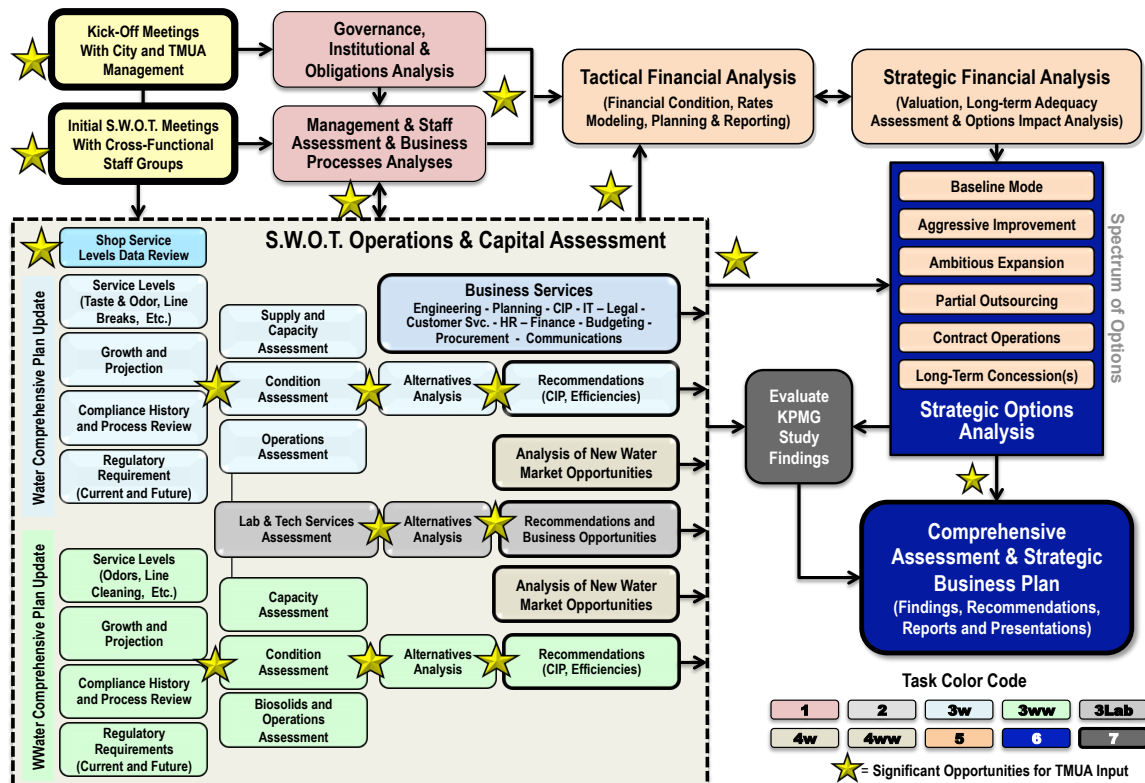 Kick-Off Meetings
With City and TMUA
Management
Governance,
Institutional &
Obligations Analysis
Tactical Financial Analysis
(Financial Condition, Rates
Modeling, Planning & Reporting)
Strategic Financial Analysis
(Valuation, Long-term Adequacy
Assessment & Options Impact Analysis)
Initial S.W.O.T. Meetings
With Cross-Functional
Staff Groups
Management & Staff
Assessment & Business
Processes Analyses
Baseline Mode
Aggressive Improvement
Ambitious Expansion
Partial Outsourcing
Contract Operations
Long-Term Concession(s)
Strategic Options
Analysis
Spectrum of Options
S.W.O.T. Operations & Capital Assessment
Shop Service
Levels Data Review
Water Comprehensive Plan Update
Service Levels
(Taste & Odor, Line
Breaks, Etc.)
Growth and
Projection
Compliance History
and Process Review
Regulatory
Requirement
(Current and Future)
Supply and
Capacity
Assessment
Condition
Assessment
Operations
Assessment
Alternatives
Analysis
Recommendations
(CIP, Efficiencies)
Business Services
Engineering - Planning - CIP - IT – Legal -
Customer Svc. - HR – Finance - Budgeting -
Procurement - Communications
Analysis of New Water
Market Opportunities
Lab & Tech Services
Assessment
Alternatives
Analysis
Recommendations and
Business Opportunities
Analysis of New Water
Market Opportunities
WWater Comprehensive Plan Update
Service Levels
(Odors, Line
Cleaning, Etc.)
Growth and
Projection
Compliance History
and Process Review
Regulatory
Requirements
(Current and Future)
Capacity
Assessment
Condition
Assessment
Biosolids and
Operations
Assessment
Alternatives
Analysis
Recommendations
(CIP, Efficiencies)
Evaluate
KPMG
Study
Findings
Comprehensive
Assessment & Strategic
Business Plan
(Findings, Recommendations,
Reports and Presentations)
Task Color Code
1 2 3w 3ww 3Lab
4w 4ww 5 6 7
= Significant Opportunities for TMUA Input